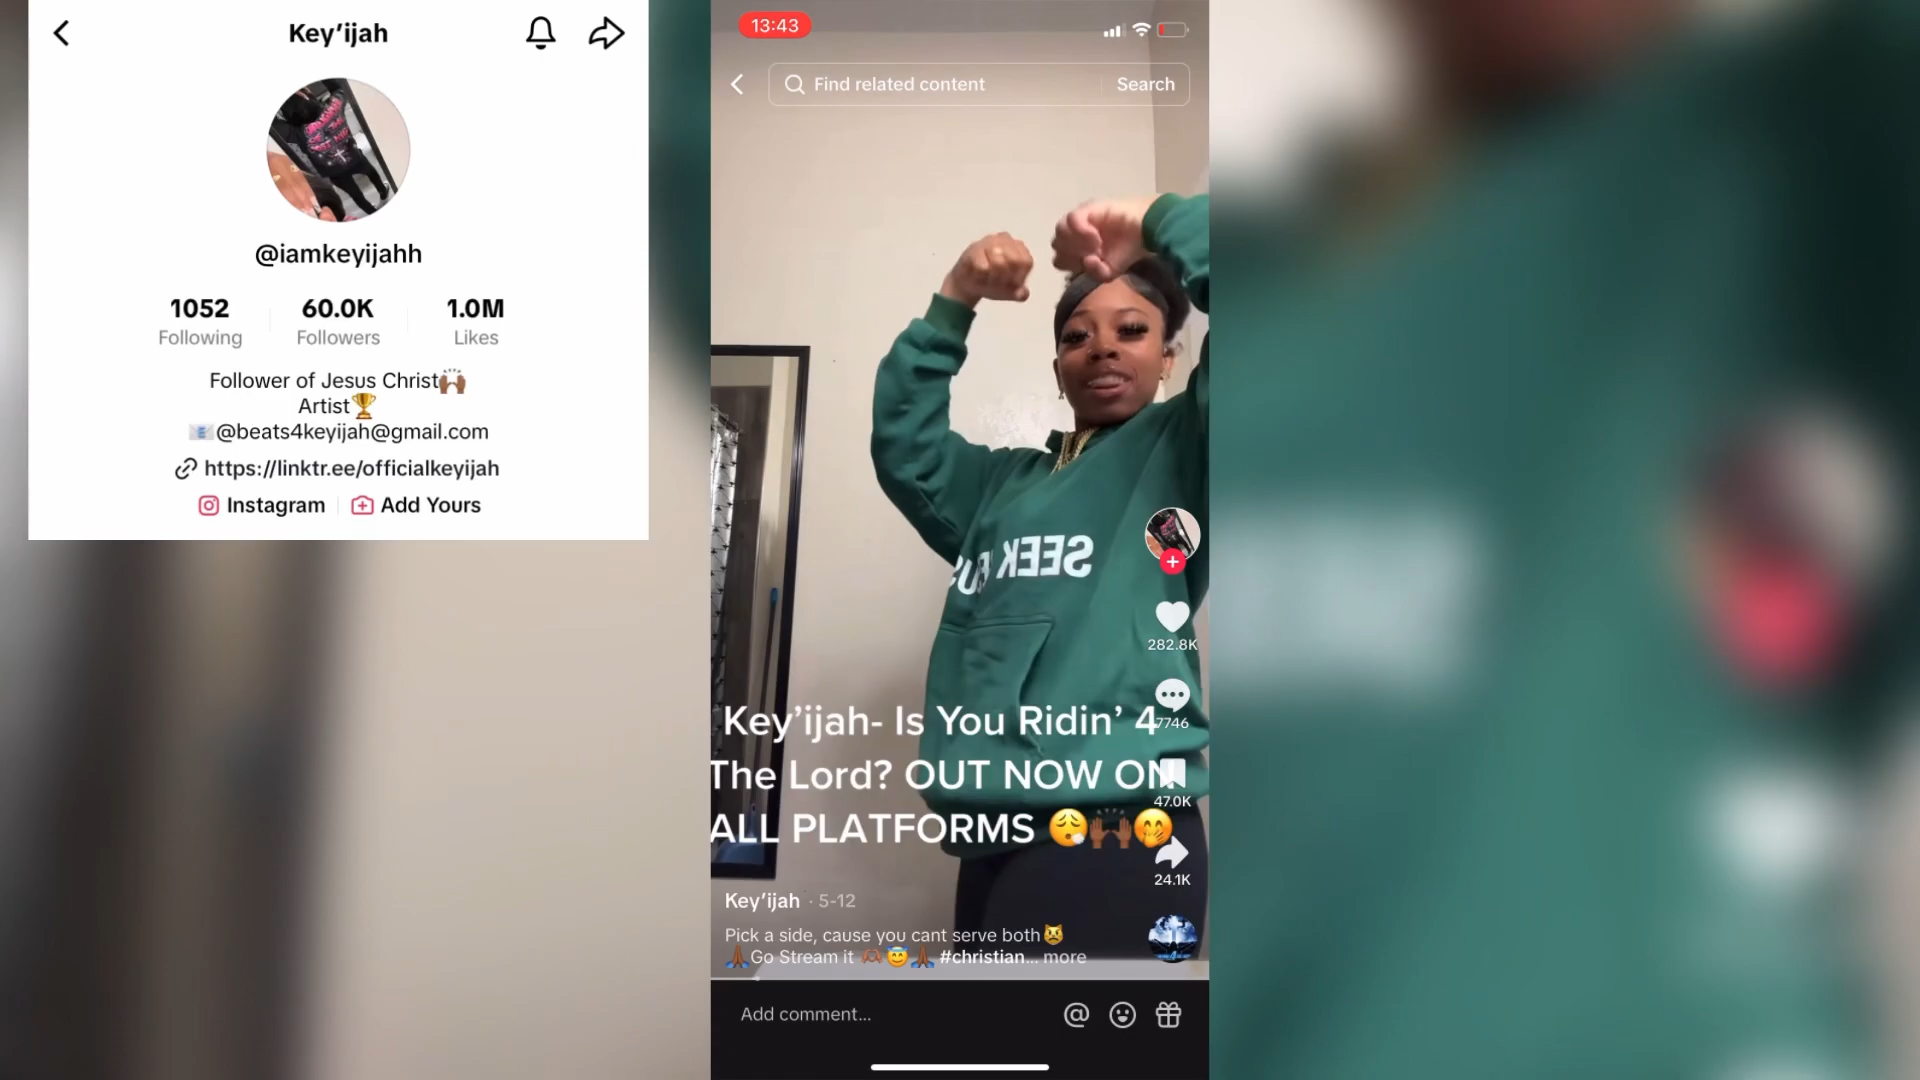 Key’ijah
@iamkeyijahh
1052
60.0K
1.0M
Following
Followers
Likes
Follower of Jesus Christ🙌🏾
Artist🏆
📧@beats4keyijah@gmail.com
https://linktr.ee/officialkeyijah
Instagram
Add Yours
13:43
Find related content
Search
SEEK
282.8K
7746
47.0K
24.1K
Key’ijah- Is You Ridin’ 4
The Lord? OUT NOW ON
ALL PLATFORMS 😮‍💨🙌🏾🤭
Key’ijah · 5-12
Pick a side, cause you cant serve both😼
🙏🏾Go Stream it 🫶🏾😇🙏🏾 #christian... more
Add comment...